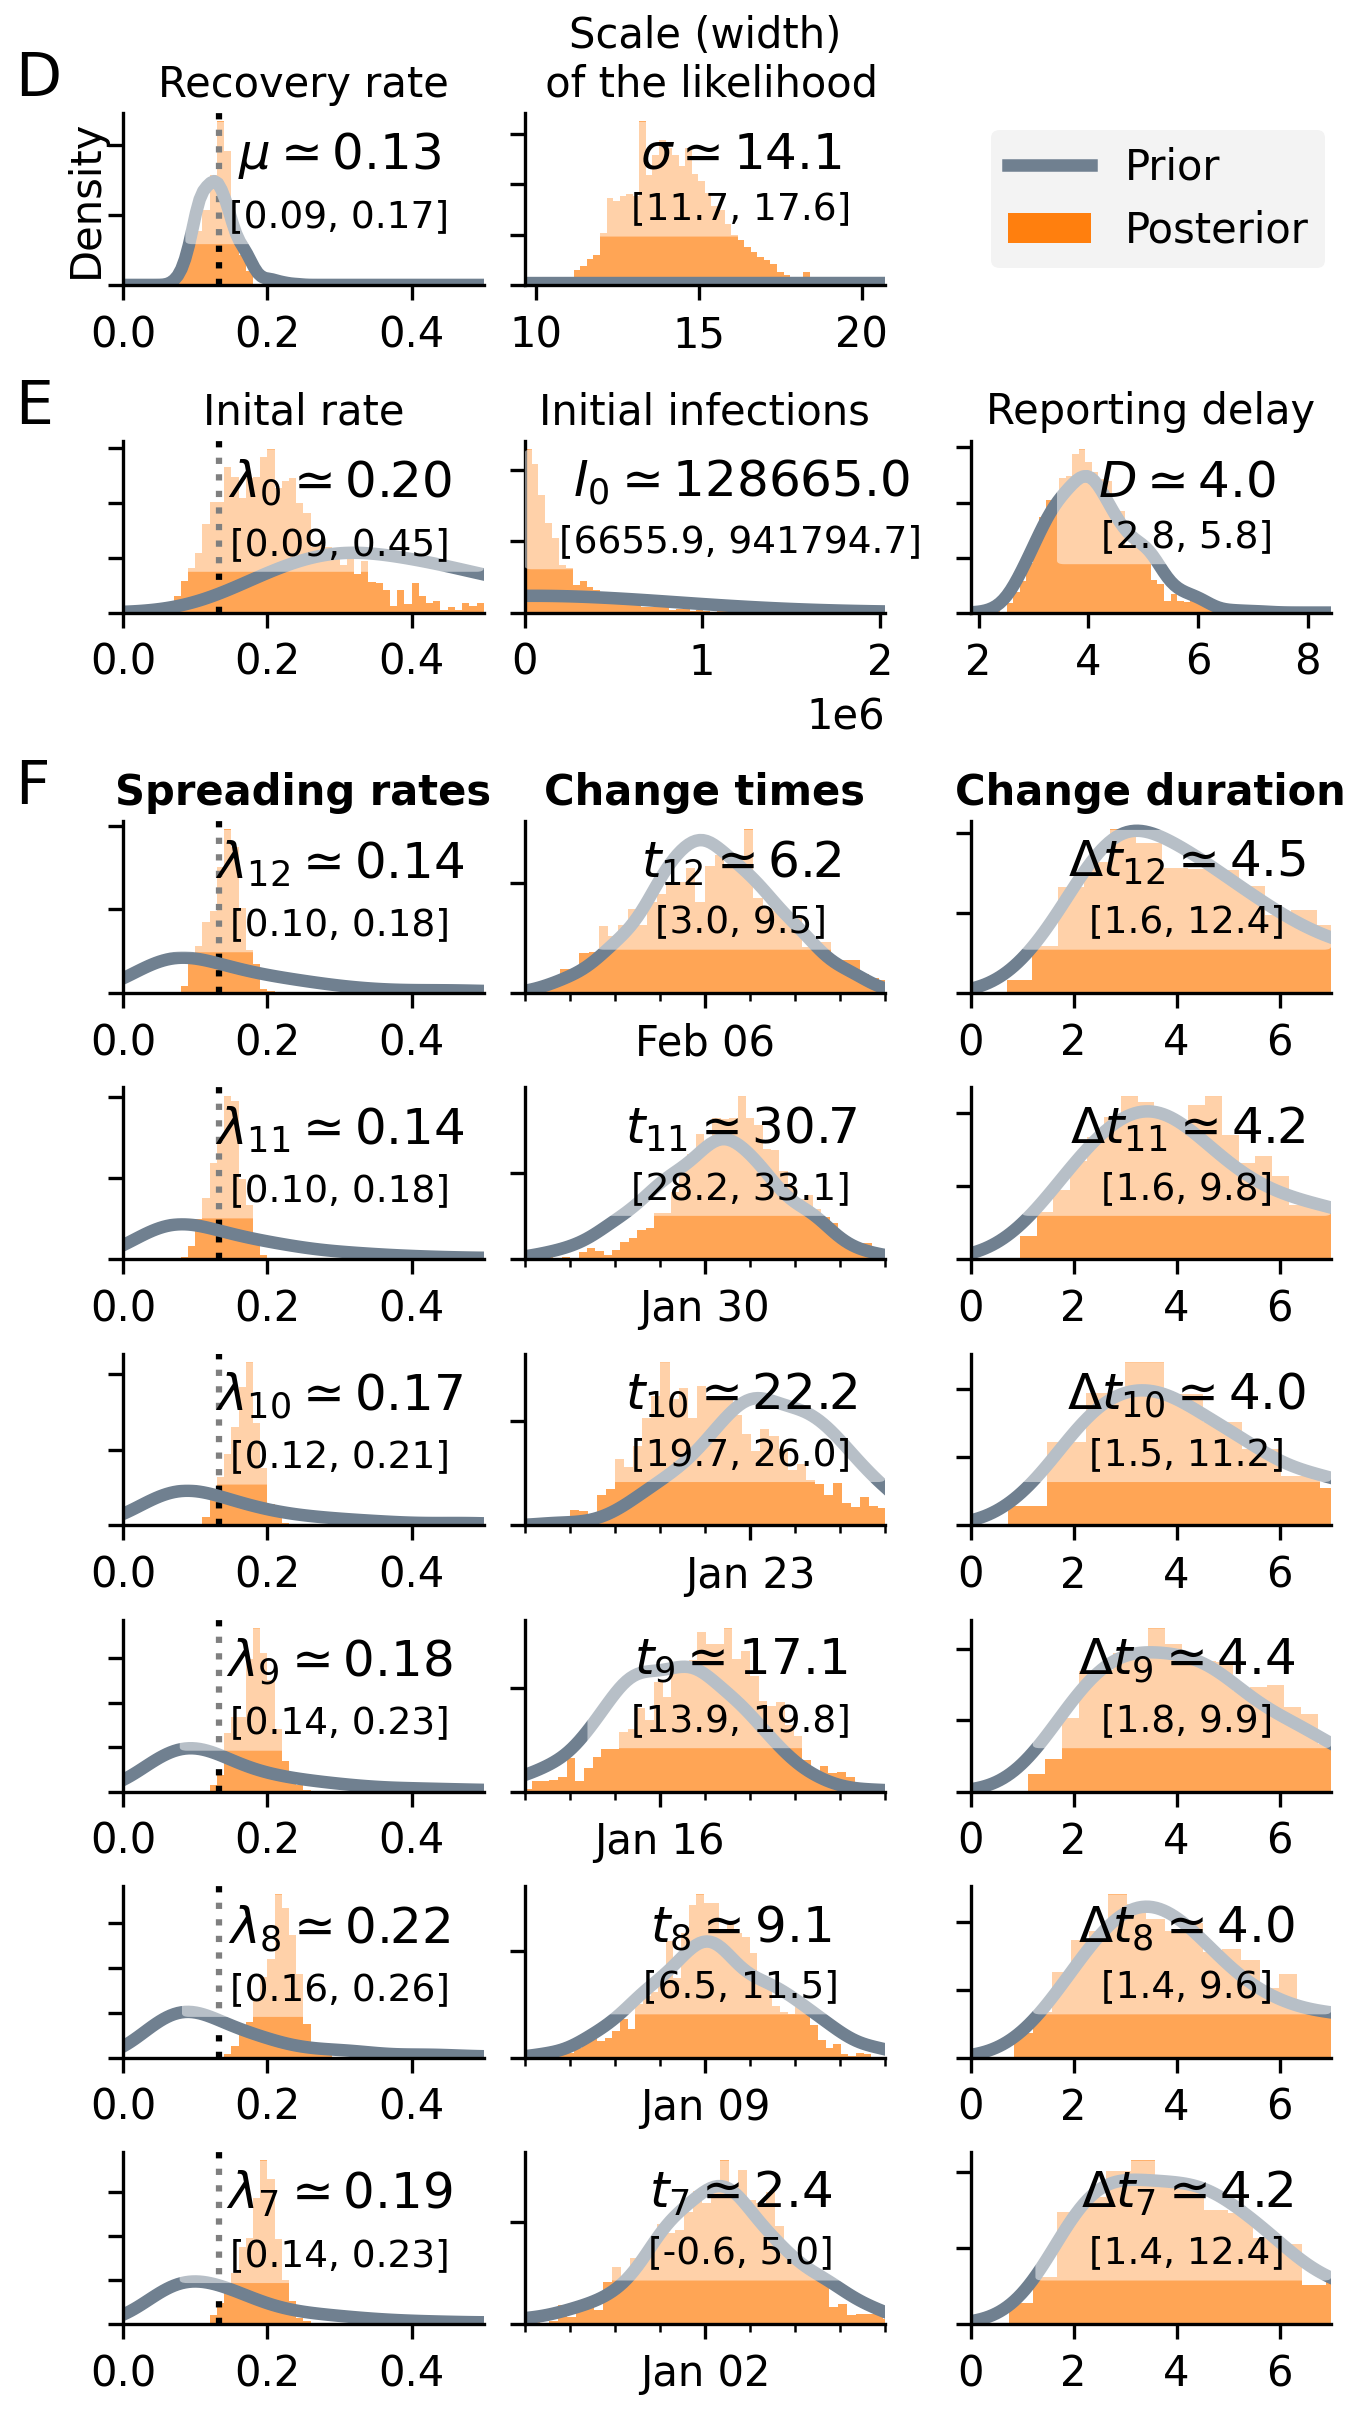 D
Recovery rate
Scale (width)
of the likelihood
Density
μ ≃ 0.13
[0.09, 0.17]
0.0 0.2 0.4
σ ≃ 14.1
[11.7, 17.6]
10 15 20
Prior
Posterior
E
Inital rate
λ0 ≃ 0.20
[0.09, 0.45]
0.0 0.2 0.4
Initial infections
I0 ≃ 128665.0
[6655.9, 941794.7]
0 1 2
1e6
Reporting delay
D ≃ 4.0
[2.8, 5.8]
2 4 6 8
F
Spreading rates
Change times
Change duration
λ12 ≃ 0.14
[0.10, 0.18]
0.0 0.2 0.4
t12 ≃ 6.2
[3.0, 9.5]
Feb 06
Δt12 ≃ 4.5
[1.6, 12.4]
0 2 4 6
λ11 ≃ 0.14
[0.10, 0.18]
0.0 0.2 0.4
t11 ≃ 30.7
[28.2, 33.1]
Jan 30
Δt11 ≃ 4.2
[1.6, 9.8]
0 2 4 6
λ10 ≃ 0.17
[0.12, 0.21]
0.0 0.2 0.4
t10 ≃ 22.2
[19.7, 26.0]
Jan 23
Δt10 ≃ 4.0
[1.5, 11.2]
0 2 4 6
λ9 ≃ 0.18
[0.14, 0.23]
0.0 0.2 0.4
t9 ≃ 17.1
[13.9, 19.8]
Jan 16
Δt9 ≃ 4.4
[1.8, 9.9]
0 2 4 6
λ8 ≃ 0.22
[0.16, 0.26]
0.0 0.2 0.4
t8 ≃ 9.1
[6.5, 11.5]
Jan 09
Δt8 ≃ 4.0
[1.4, 9.6]
0 2 4 6
λ7 ≃ 0.19
[0.14, 0.23]
0.0 0.2 0.4
t7 ≃ 2.4
[-0.6, 5.0]
Jan 02
Δt7 ≃ 4.2
[1.4, 12.4]
0 2 4 6